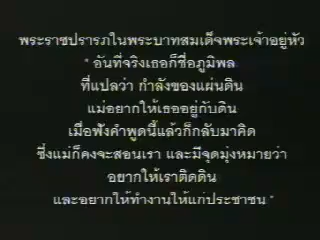 พระราชปรารภในพระบาทสมเด็จพระเจ้าอยู่หัว
" อันที่จริงเธอก็ชื่อภูมิพล
ที่แปลว่า กำลังของแผ่นดิน
แม่อยากให้เธออยู่กับดิน
เมื่อฟังคำพูดนี้แล้วก็กลับมาคิด
ซึ่งแม่ก็คงจะสอนเรา และมีจุดมุ่งหมายว่า
อยากให้เราติดดิน
และอยากให้ทำงานให้แก่ประชาชน "